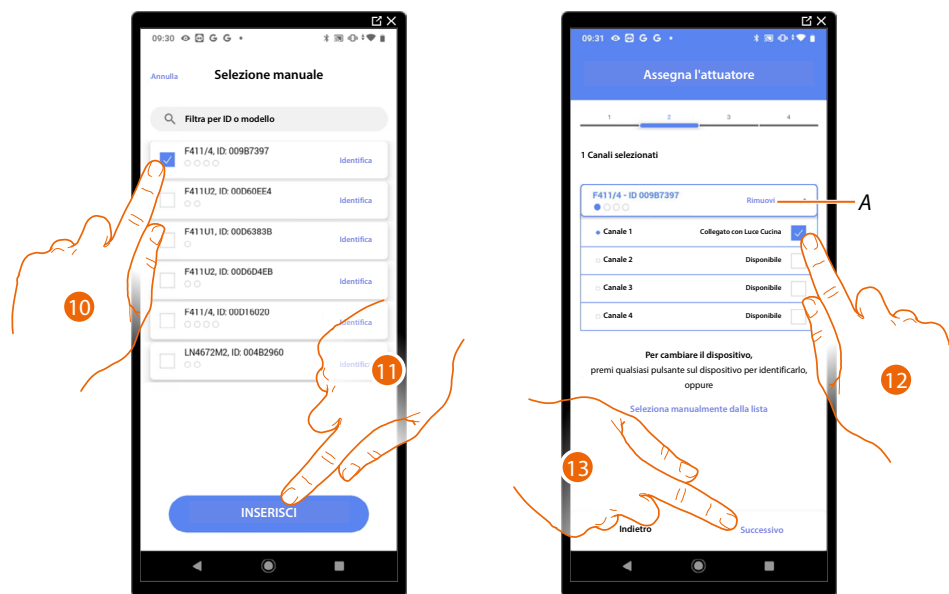 09:30 G G
Annulla Selezione manuale
Filtra per ID o modello
F411/4, ID: 009B7397
Identifica
F411U2, ID: 00D60EE4
Identifica
F411U1, ID: 00D6383B
Identifica
F411U2, ID: 00D6D4EB
Identifica
F411/4, ID: 00D16020
Identifica
LN4672M2, ID: 004B2960
Identifica
INSERISCI
10
11
09:31 G G
Assegna l'attuatore
1 2 3 4
1 Canali selezionati
F411/4 - ID 009B7397
Rimuovi
A
Canale 1 Collegato con Luce Cucina
Canale 2 Disponibile
Canale 3 Disponibile
Canale 4 Disponibile
Per cambiare il dispositivo,
premi qualsiasi pulsante sul dispositivo per identificarlo,
oppure
Seleziona manualmente dalla lista
12
13
Indietro Successivo